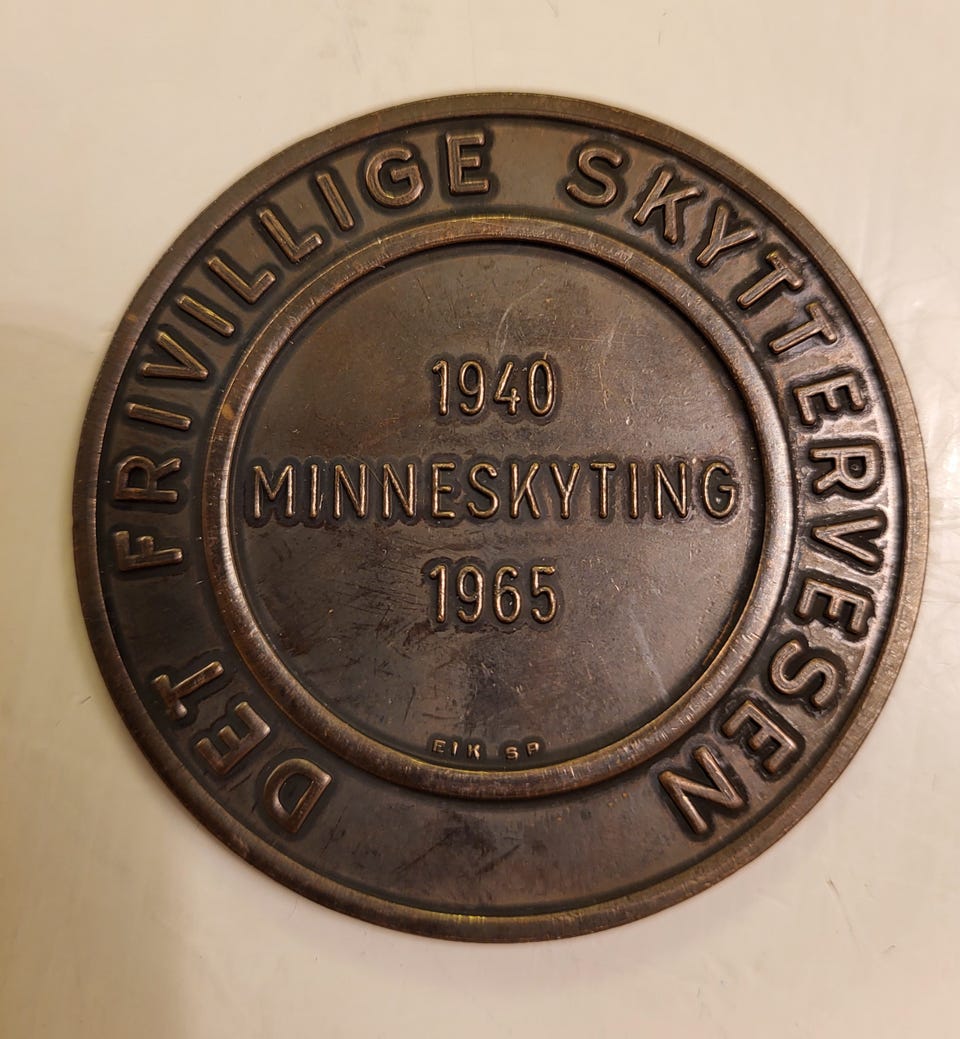 DET FRIVILLIGE SKYTTERVESEN
1940
MINNESKYTING
1965
EIK SP